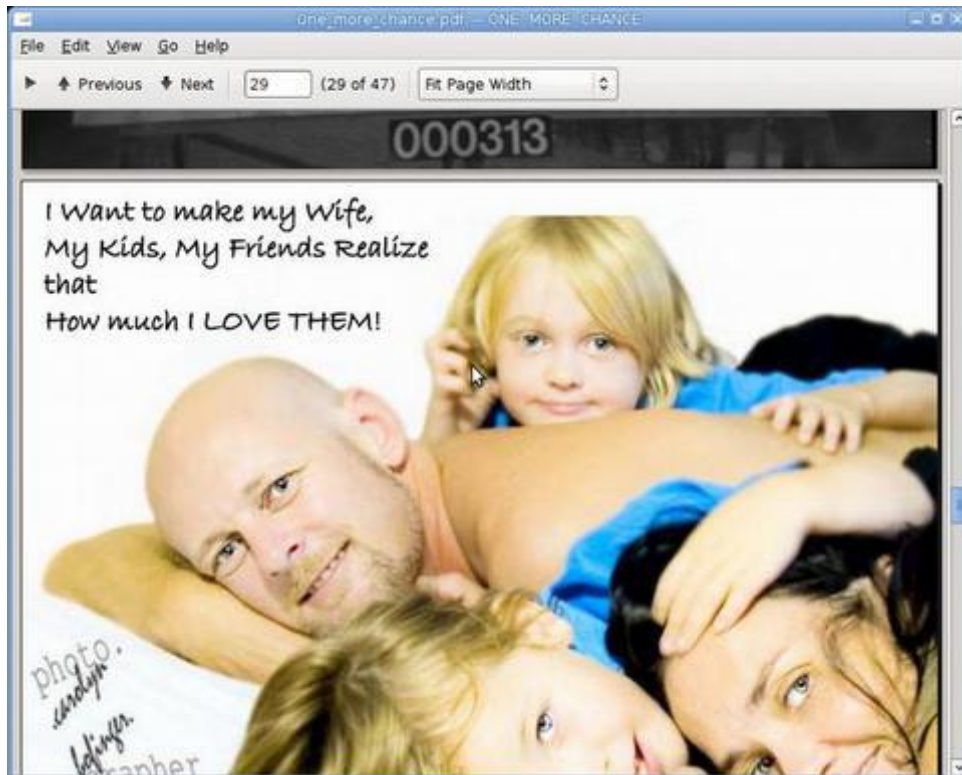 One_more_chance.pdf — ONE MORE CHANCE
File Edit View Go Help
Previous Next 29 (29 of 47) Fit Page Width
000313
I Want to make my Wife,
My Kids, My Friends Realize
that
How much I LOVE THEM!
photo.
carolyn